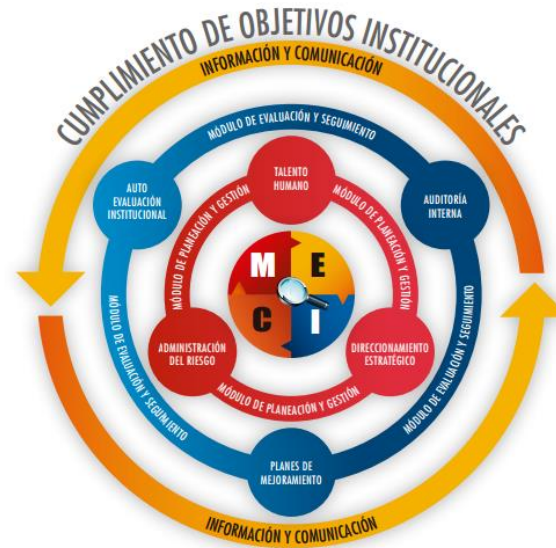 CUMPLIMIENTO DE OBJETIVOS INSTITUCIONALES
INFORMACIÓN Y COMUNICACIÓN
MÓDULO DE EVALUACIÓN Y SEGUIMIENTO
AUTO
EVALUACIÓN
INSTITUCIONAL
TALENTO
HUMANO
AUDITORÍA
INTERNA
MÓDULO DE PLANEACIÓN Y GESTIÓN
MÓDULO DE PLANEACIÓN Y GESTIÓN
M E
C I
MÓDULO DE EVALUACIÓN Y SEGUIMIENTO
MÓDULO DE EVALUACIÓN Y SEGUIMIENTO
ADMINISTRACIÓN
DEL RIESGO
DIRECCIONAMIENTO
ESTRATÉGICO
MÓDULO DE PLANEACIÓN Y GESTIÓN
PLANES DE
MEJORAMIENTO
INFORMACIÓN Y COMUNICACIÓN